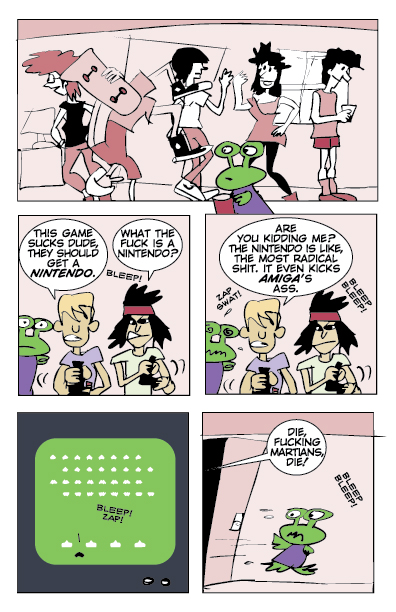 THIS GAME
SUCKS DUDE,
THEY SHOULD
GET A
NINTENDO.
BLEEP!
WHAT THE
FUCK IS A
NINTENDO?
ARE
YOU KIDDING ME?
THE NINTENDO IS LIKE,
THE MOST RADICAL
SHIT. IT EVEN KICKS
AMIGA'S
ASS.
ZAP
SWAT!
BLEEP
BLEEP!
BLEEP!
ZAP!
DIE,
FUCKING
MARTIANS,
DIE!
BLEEP
BLEEP!